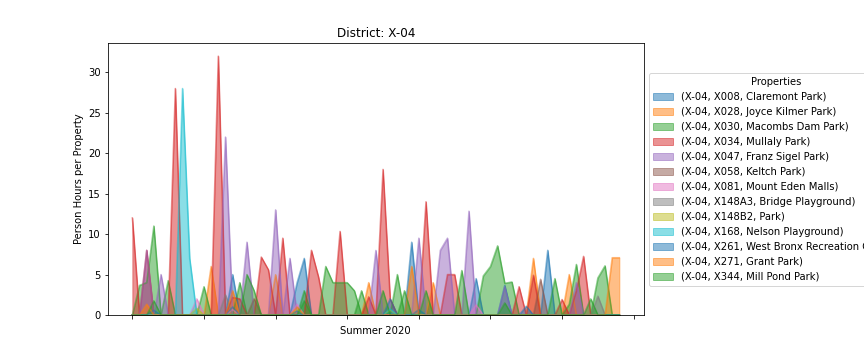 District: X-04
Person Hours per Property
30
25
20
15
10
5
0
Summer 2020
Properties
(X-04, X008, Claremont Park)
(X-04, X028, Joyce Kilmer Park)
(X-04, X030, Macombs Dam Park)
(X-04, X034, Mullaly Park)
(X-04, X047, Franz Sigel Park)
(X-04, X058, Keltch Park)
(X-04, X081, Mount Eden Malls)
(X-04, X148A3, Bridge Playground)
(X-04, X148B2, Park)
(X-04, X168, Nelson Playground)
(X-04, X261, West Bronx Recreation
(X-04, X271, Grant Park)
(X-04, X344, Mill Pond Park)